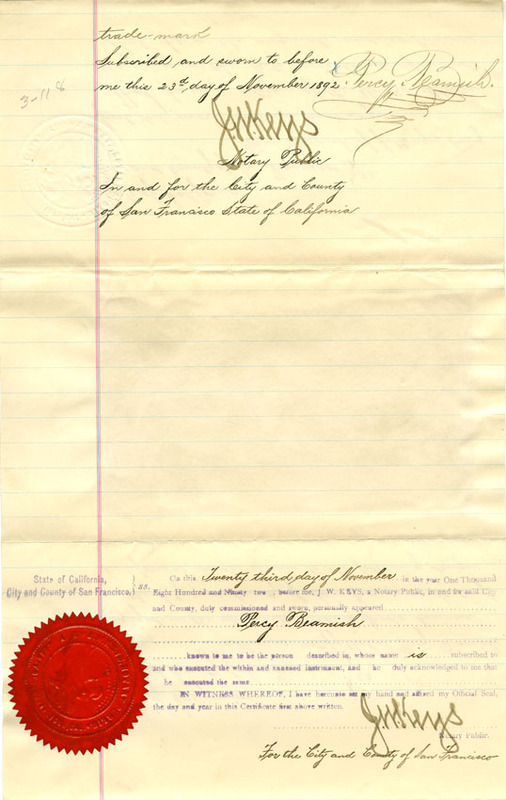 trade-mark
Subscribed and sworn to before
me this 23rd, day of November 1892. Percy Beamish.
3-118
J.W.Keys
Notary Public
In and for the City and County
of San Francisco State of California
State of California,
City and County of San Francisco, } ss.
On this Twenty third day of November in the year One Thousand
Eight Hundred and Ninety two, before me, J. W. KEYS, a Notary Public, in and for said City
and County, duly commissioned and sworn, personally appeared
Percy Beamish
known to me to be the person described in, whose name is subscribed to
and who executed the within and annexed instrument, and he duly acknowledged to me that
he executed the same
IN WITNESS WHEREOF, I have hereunto set my hand and affixed my Official Seal,
the day and year in this Certificate first above written.
J.W.Keys
Notary Public.
For the City and County of San Francisco